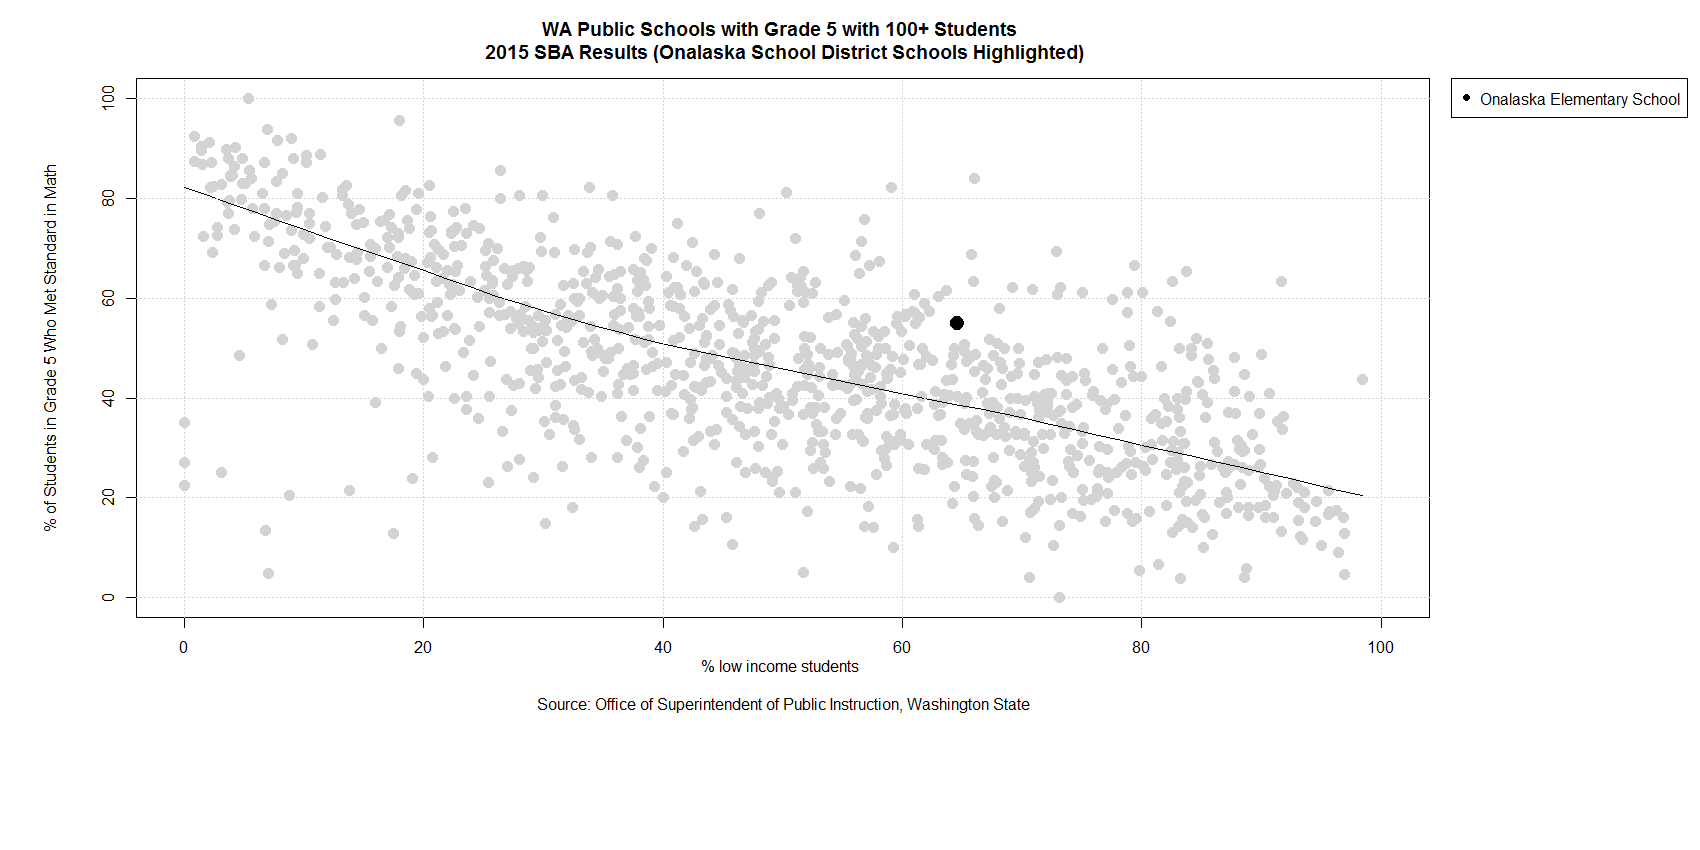 WA Public Schools with Grade 5 with 100+ Students
2015 SBA Results (Onalaska School District Schools Highlighted)
Onalaska Elementary School
% of Students in Grade 5 Who Met Standard in Math
100
80
60
40
20
0
0 20 40 60 80 100
% low income students
Source: Office of Superintendent of Public Instruction, Washington State